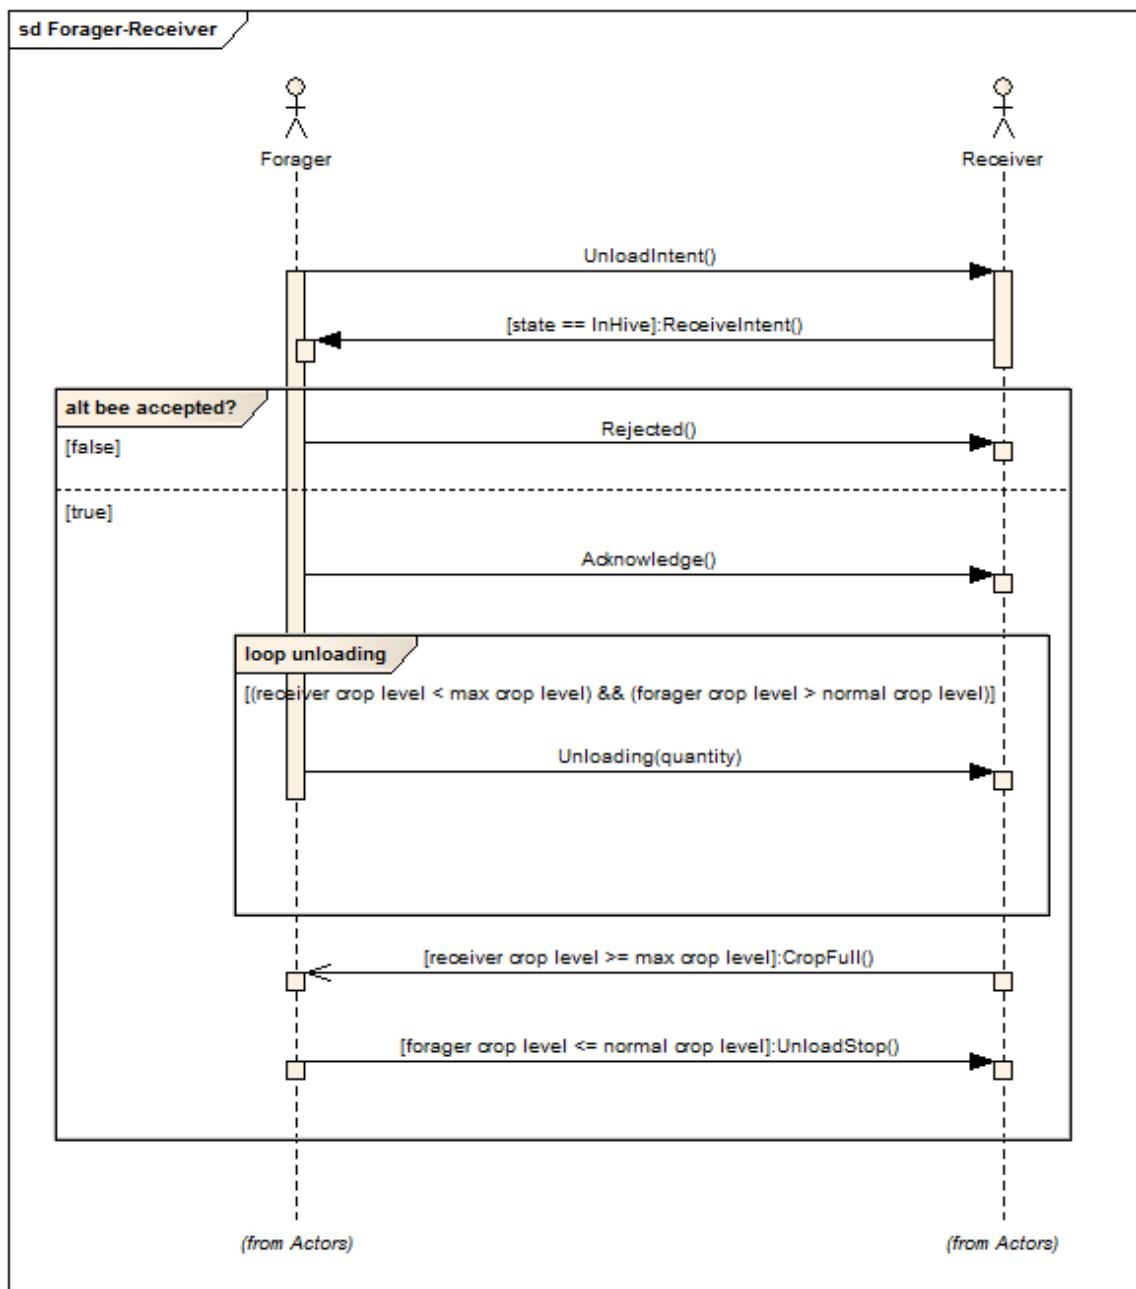 sd Forager-Receiver
Forager
Receiver
UnloadIntent()
[state == InHive]:ReceiveIntent()
alt bee accepted?
Rejected()
[false]
[true]
Acknowledge()
loop unloading
[(receiver crop level < max crop level) && (forager crop level > normal crop level)]
Unloading(quantity)
[receiver crop level >= max crop level]:CropFull()
[forager crop level <= normal crop level]:UnloadStop()
(from Actors)
(from Actors)